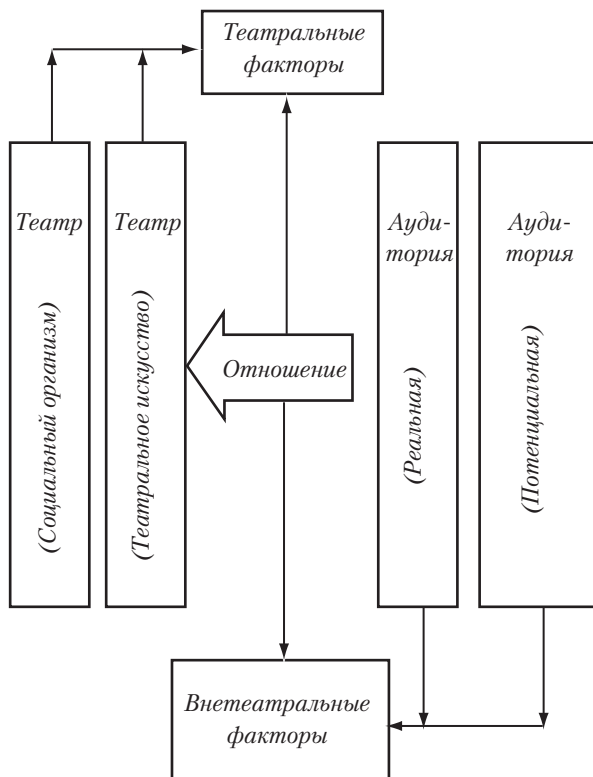 Театральные
факторы
Театр
(Социальный организм)
Театр
(Театральное искусство)
Отношение
Ауди-
тория
(Реальная)
Ауди-
тория
(Потенциальная)
Внетеатральные
факторы